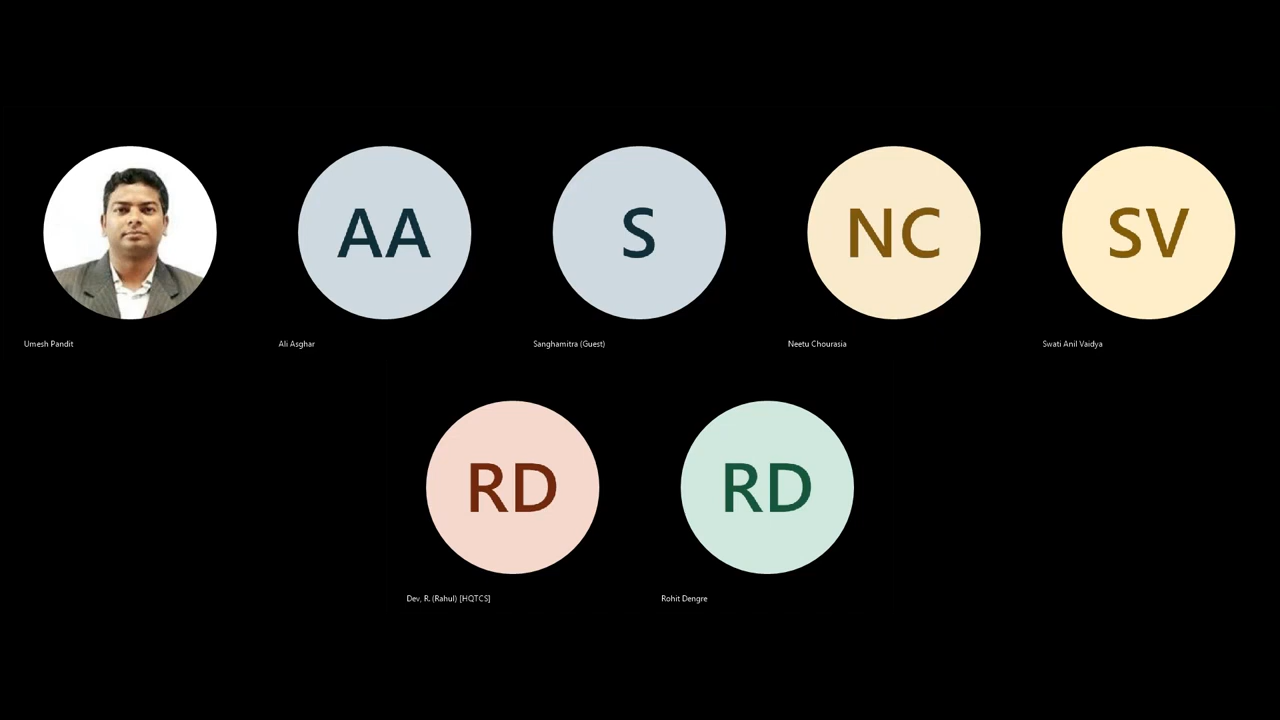 AA
S
NC
SV
Umesh Pandit
Ali Asghar
Sanghamitra (Guest)
Neetu Chourasia
Swati Anil Vaidya
RD
RD
Dev, R. (Rahul) [HQTCS]
Rohit Dengre